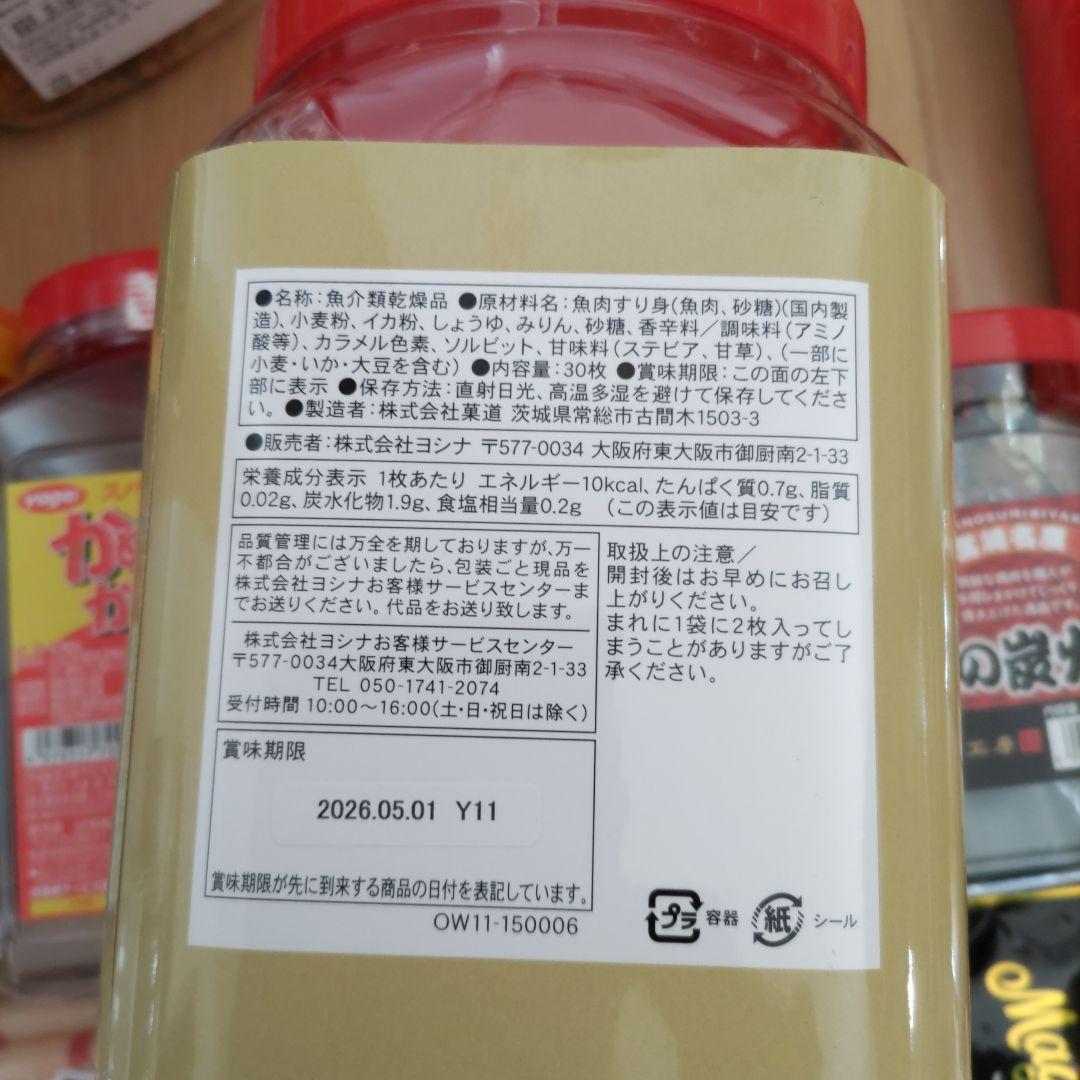 ●名称：魚介類乾燥品 ●原材料名：魚肉すり身（魚肉、砂糖）（国内製
造）、小麦粉、イカ粉、しょうゆ、みりん、砂糖、香辛料／調味料（アミノ
酸等）、カラメル色素、ソルビット、甘味料（ステビア、甘草）、（一部に
小麦・いか・大豆を含む） ●内容量：30枚 ●賞味期限：この面の左下
部に表示 ●保存方法：直射日光、高温多湿を避けて保存してくださ
い。 ●製造者：株式会社菓道 茨城県常総市古間木1503-3
●販売者：株式会社ヨシナ 〒577-0034 大阪府東大阪市御厨南2-1-33
栄養成分表示 1枚あたり エネルギー10kcal、たんぱく質0.7g、脂質
0.02g、炭水化物1.9g、食塩相当量0.2g （この表示値は目安です）
品質管理には万全を期しておりますが、万一
不都合がございましたら、包装ごと現品を
株式会社ヨシナお客様サービスセンターま
でお送りください。代品をお送り致します。
株式会社ヨシナお客様サービスセンター
〒577-0034大阪府東大阪市御厨南2-1-33
TEL 050-1741-2074
受付時間 10:00～16:00（土・日・祝日は除く）
取扱上の注意／
開封後はお早めにお召し
上がりください。
まれに1袋に2枚入ってし
まうことがありますがご了
承ください。
賞味期限
2026.05.01 Y11
賞味期限が先に到来する商品の日付を表記しています。
OW11-150006
プラ 容器 紙 シール
の炭火
工房
Mag